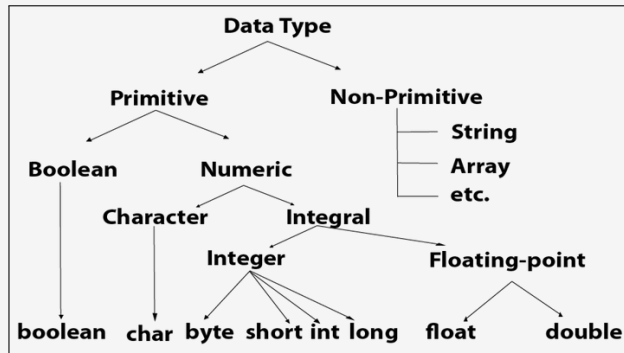 Data Type
Primitive
Non-Primitive
String
Boolean
Numeric
Array
etc.
Character
Integral
Integer
Floating-point
boolean
char
byte
short
int
long
float
double